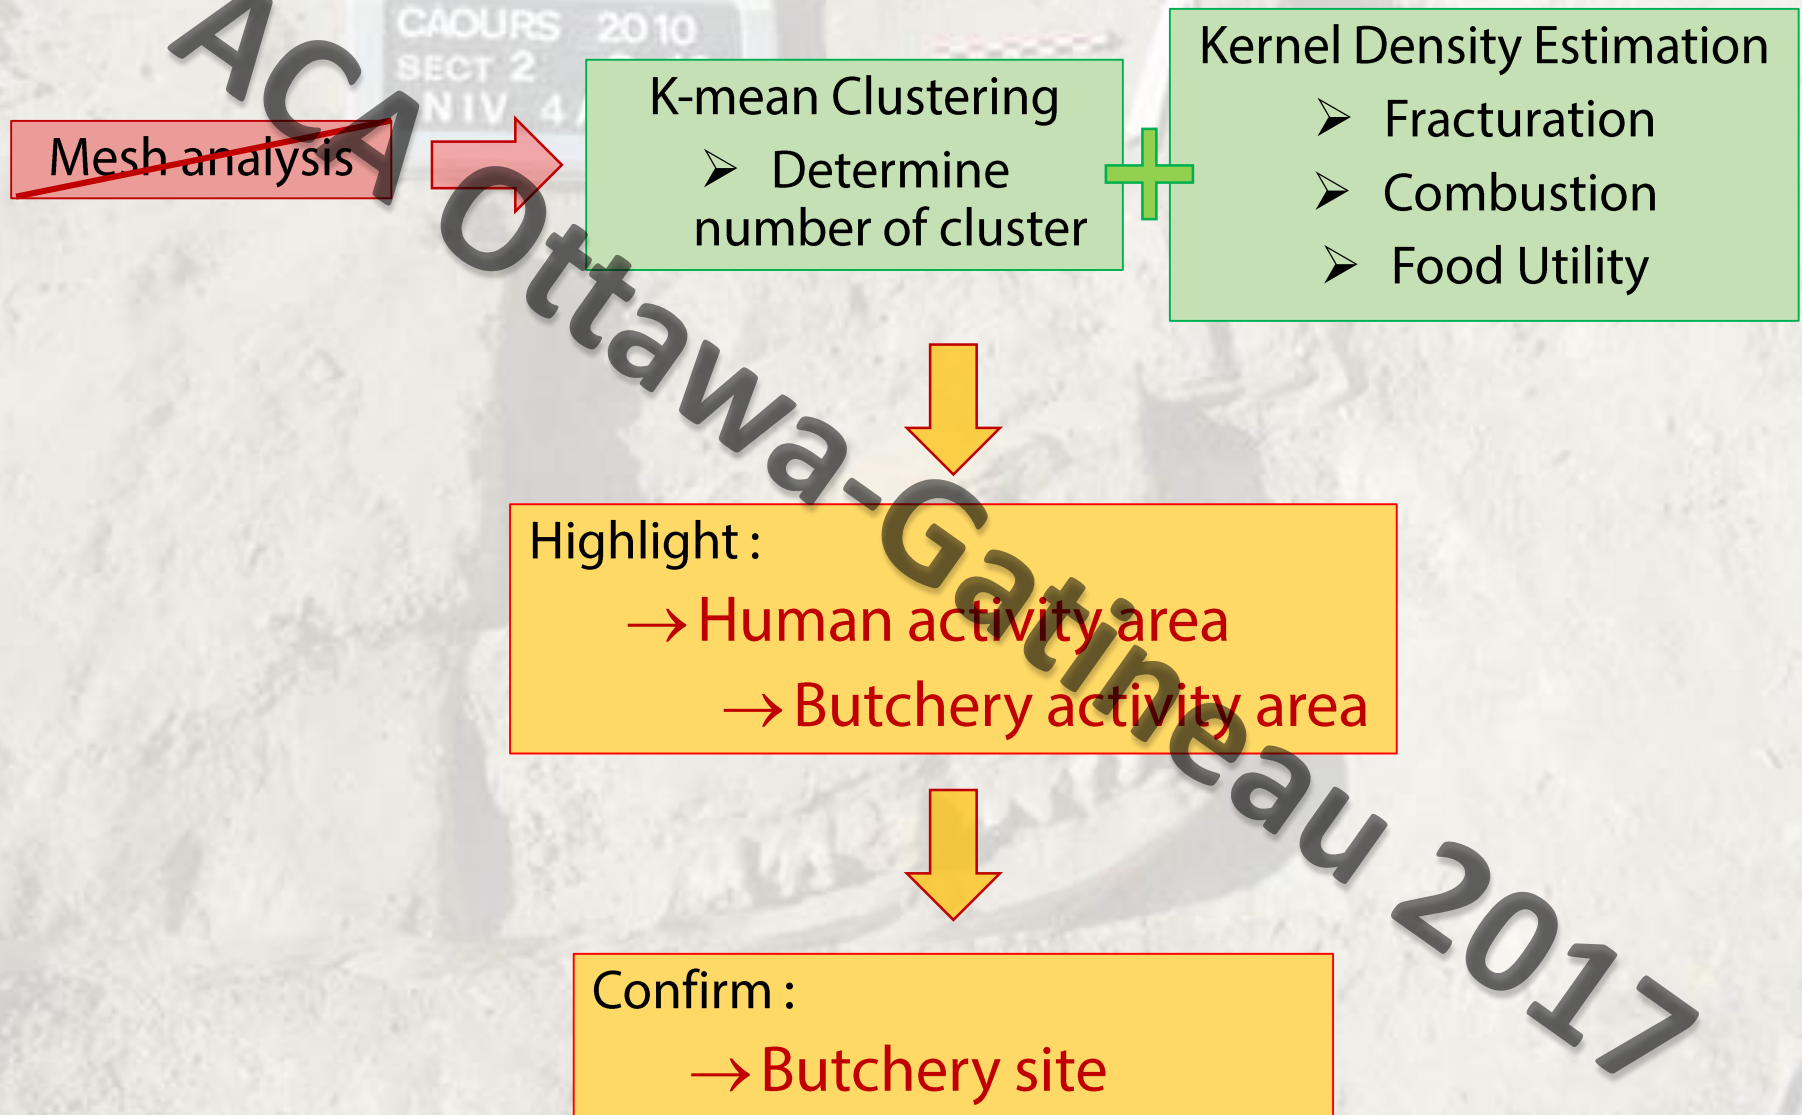 CAOURS 2010
SECT 2
NIV 4
Mesh analysis
K-mean Clustering
➢ Determine
number of cluster
Kernel Density Estimation
➢ Fracturation
➢ Combustion
➢ Food Utility
Highlight :
→ Human activity area
→ Butchery activity area
Confirm :
→ Butchery site
ACA Ottawa-Gatineau 2017